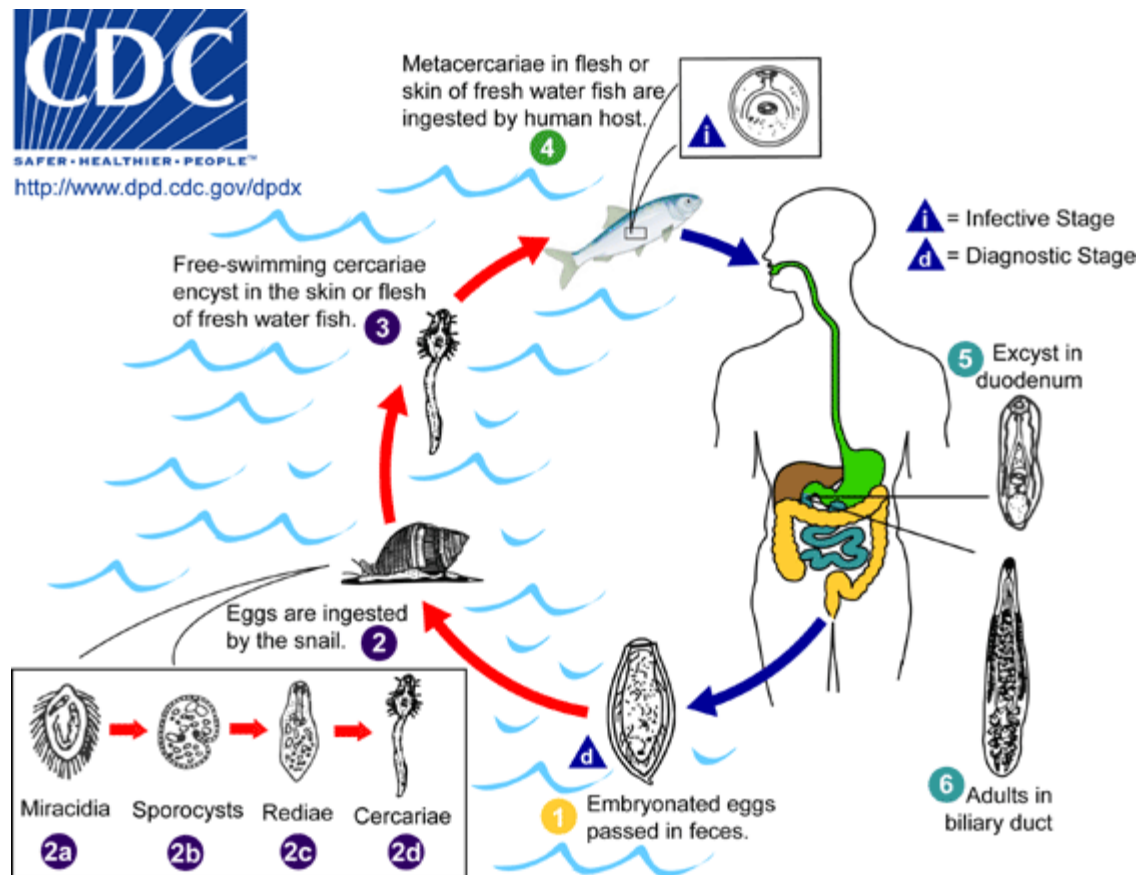 CDC
SAFER•HEALTHIER•PEOPLE™
http://www.dpd.cdc.gov/dpdx
Metacercariae in flesh or
skin of fresh water fish are
ingested by human host.
4
i
i = Infective Stage
d = Diagnostic Stage
Free-swimming cercariae
encyst in the skin or flesh
of fresh water fish.
3
5 Excyst in
duodenum
Eggs are ingested
by the snail. 2
Miracidia
Sporocysts
Rediae
Cercariae
2a
2b
2c
2d
d
1 Embryonated eggs
passed in feces.
6 Adults in
biliary duct